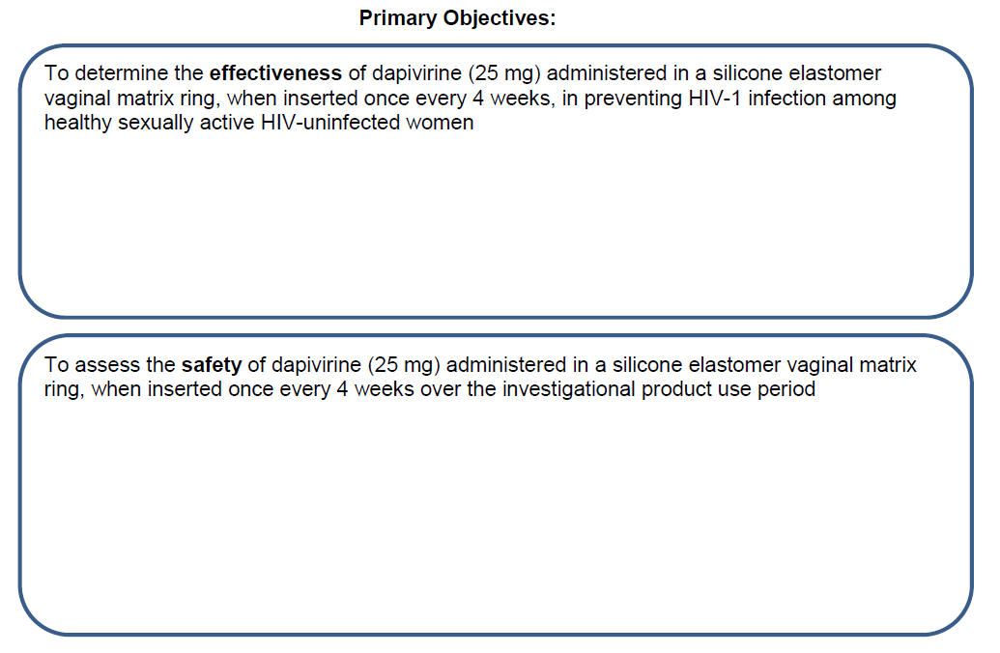 Primary Objectives:
To determine the effectiveness of dapivirine (25 mg) administered in a silicone elastomer
vaginal matrix ring, when inserted once every 4 weeks, in preventing HIV-1 infection among
healthy sexually active HIV-uninfected women
To assess the safety of dapivirine (25 mg) administered in a silicone elastomer vaginal matrix
ring, when inserted once every 4 weeks over the investigational product use period